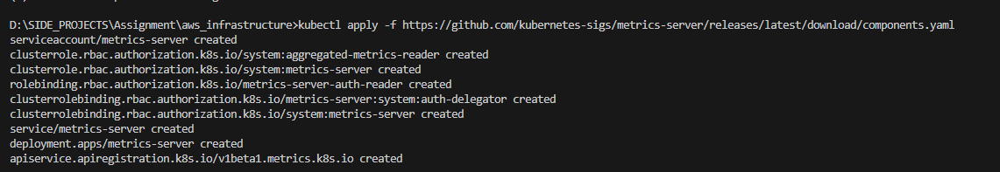 D:\SIDE_PROJECTS\Assignment\aws_infrastructure>kubectl apply -f https://github.com/kubernetes-sigs/metrics-server/releases/latest/download/components.yaml
serviceaccount/metrics-server created
clusterrole.rbac.authorization.k8s.io/system:aggregated-metrics-reader created
clusterrole.rbac.authorization.k8s.io/system:metrics-server created
rolebinding.rbac.authorization.k8s.io/metrics-server-auth-reader created
clusterrolebinding.rbac.authorization.k8s.io/metrics-server:system:auth-delegator created
clusterrolebinding.rbac.authorization.k8s.io/system:metrics-server created
service/metrics-server created
deployment.apps/metrics-server created
apiservice.apiregistration.k8s.io/v1beta1.metrics.k8s.io created